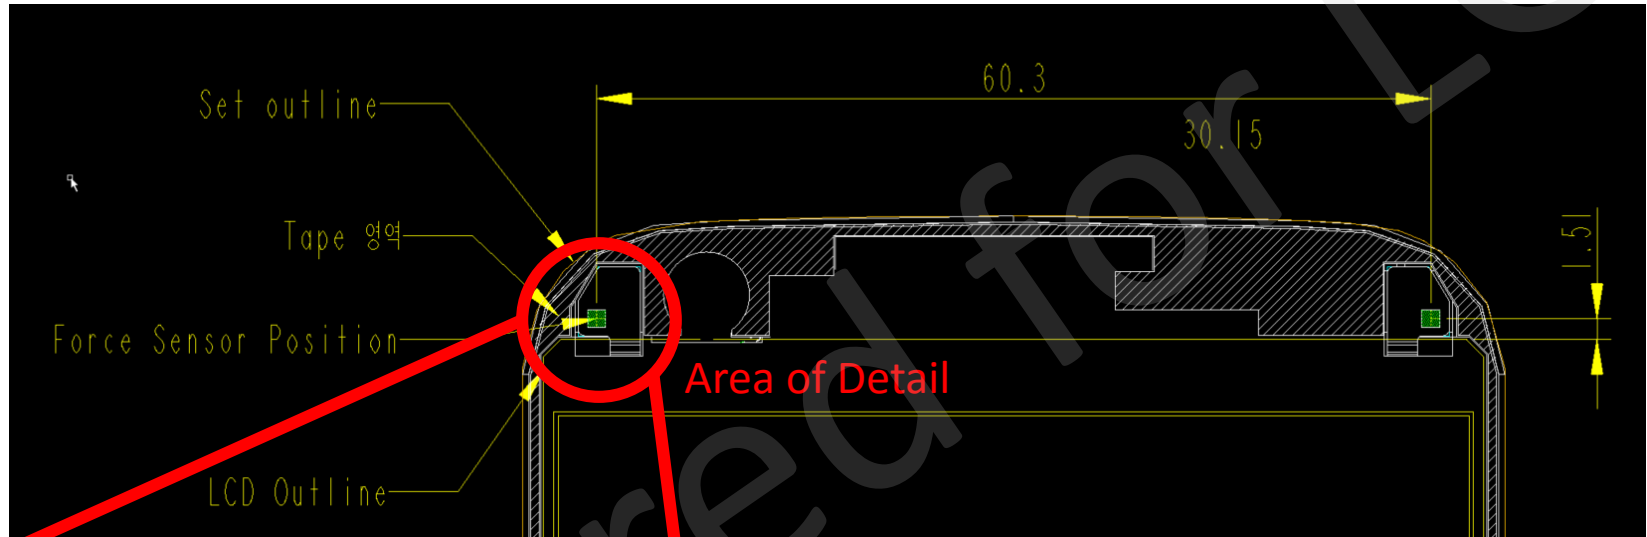 60.3
Set outline
30.15
Tape 영역
1.51
Force Sensor Position
Area of Detail
LCD Outline
red for